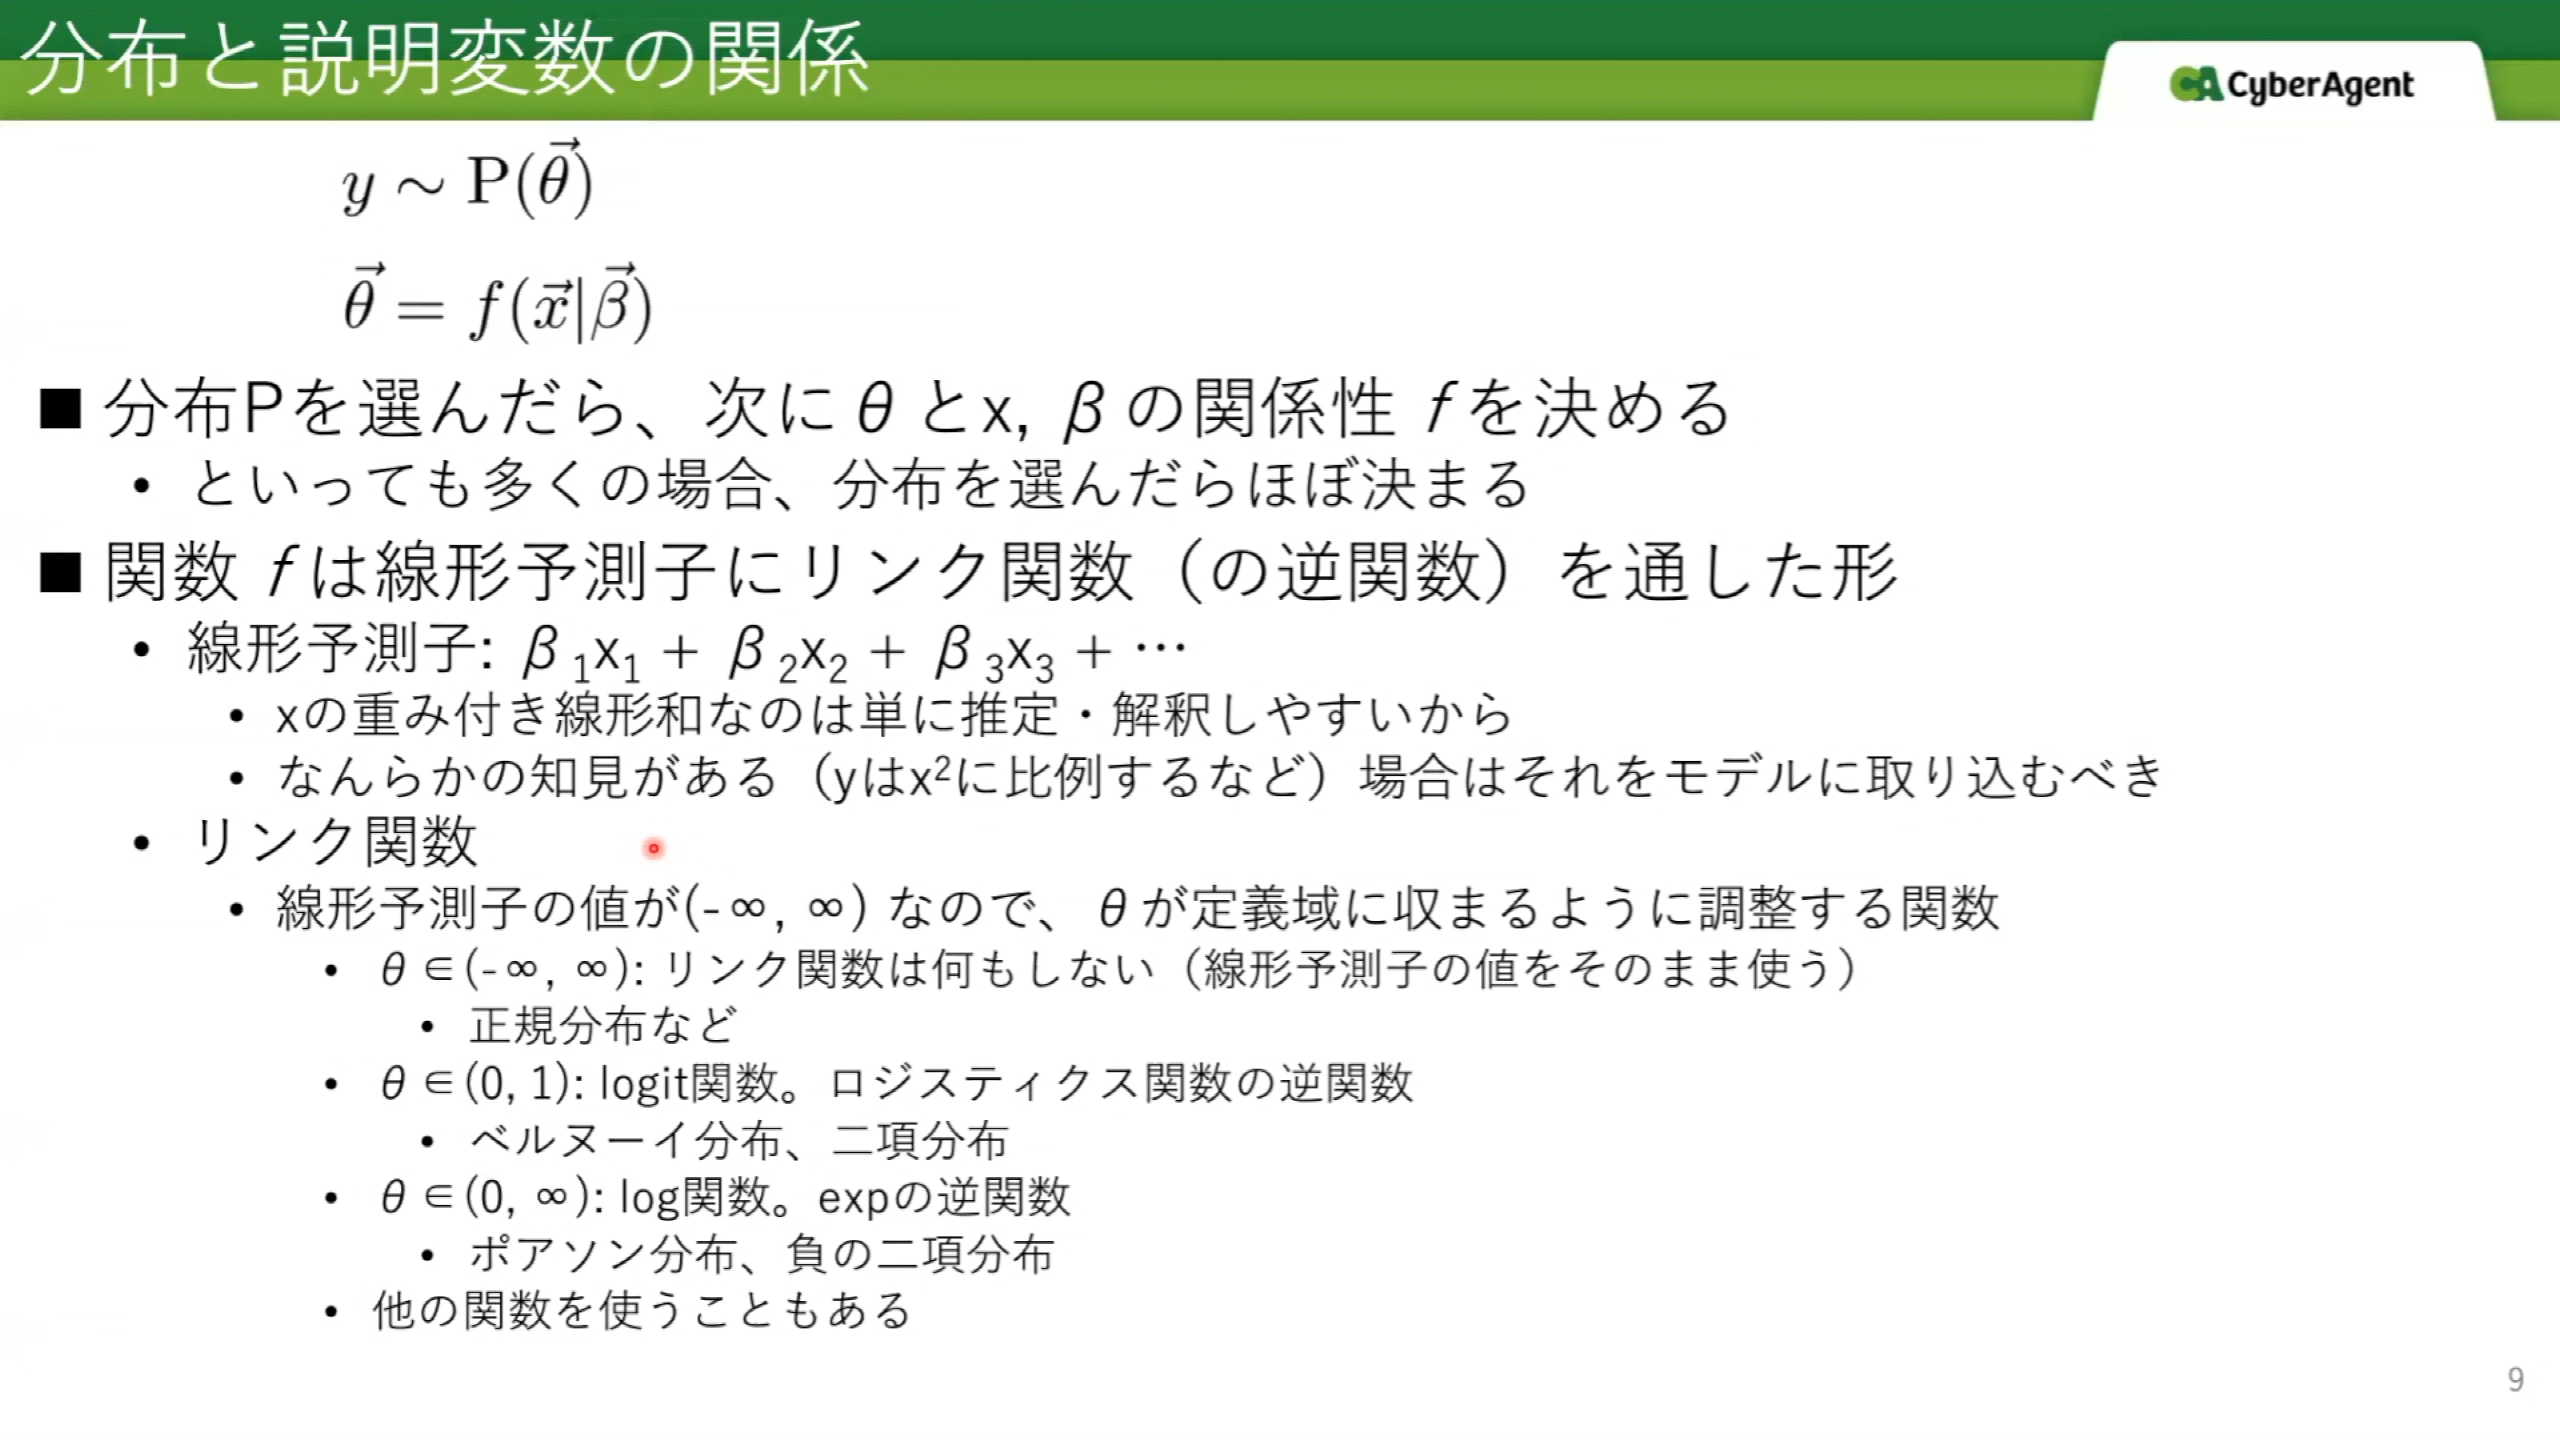 分布と説明変数の関係
CyberAgent
y ~ P(θ⃗)
θ⃗ = f(x⃗|β⃗)
■ 分布Pを選んだら、次に θ とx, β の関係性 f を決める
• といっても多くの場合、分布を選んだらほぼ決まる
■ 関数 f は線形予測子にリンク関数（の逆関数）を通した形
• 線形予測子: β₁x₁ + β₂x₂ + β₃x₃ + …
• xの重み付き線形和なのは単に推定・解釈しやすいから
• なんらかの知見がある（yはx²に比例するなど）場合はそれをモデルに取り込むべき
• リンク関数
• 線形予測子の値が(-∞, ∞) なので、 θ が定義域に収まるように調整する関数
• θ ∈(-∞, ∞): リンク関数は何もしない（線形予測子の値をそのまま使う）
• 正規分布など
• θ ∈(0, 1): logit関数。ロジスティクス関数の逆関数
• ベルヌーイ分布、二項分布
• θ ∈(0, ∞): log関数。expの逆関数
• ポアソン分布、負の二項分布
• 他の関数を使うこともある
9